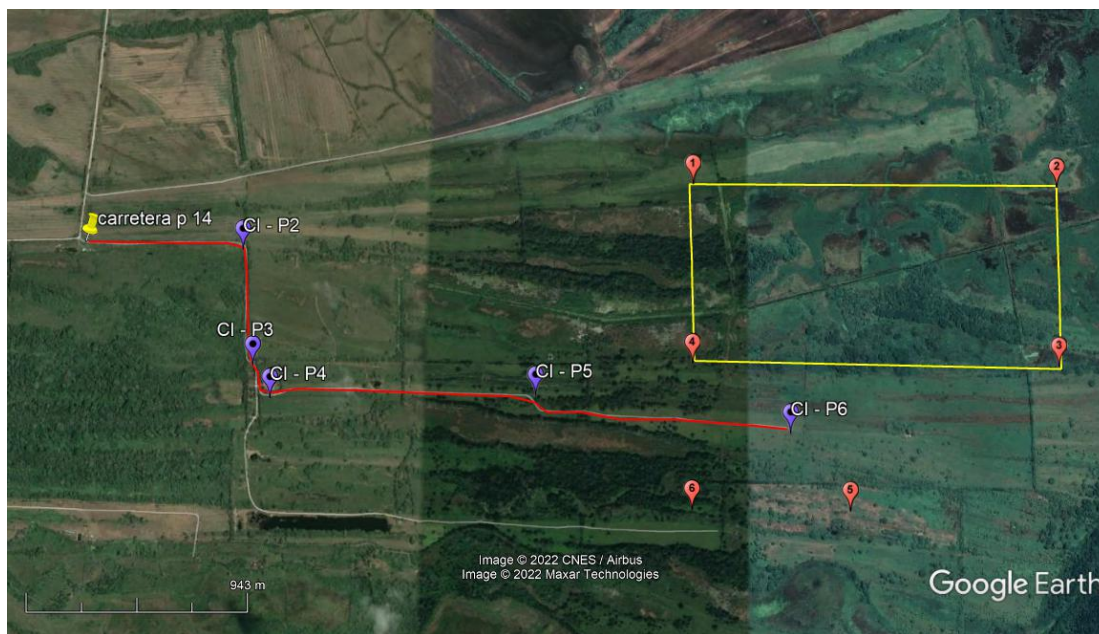 1
2
carretera p 14
CI - P2
CI - P3
4
3
CI - P4
CI - P5
CI - P6
6
5
Image © 2022 CNES / Airbus
Image © 2022 Maxar Technologies
943 m
Google Earth